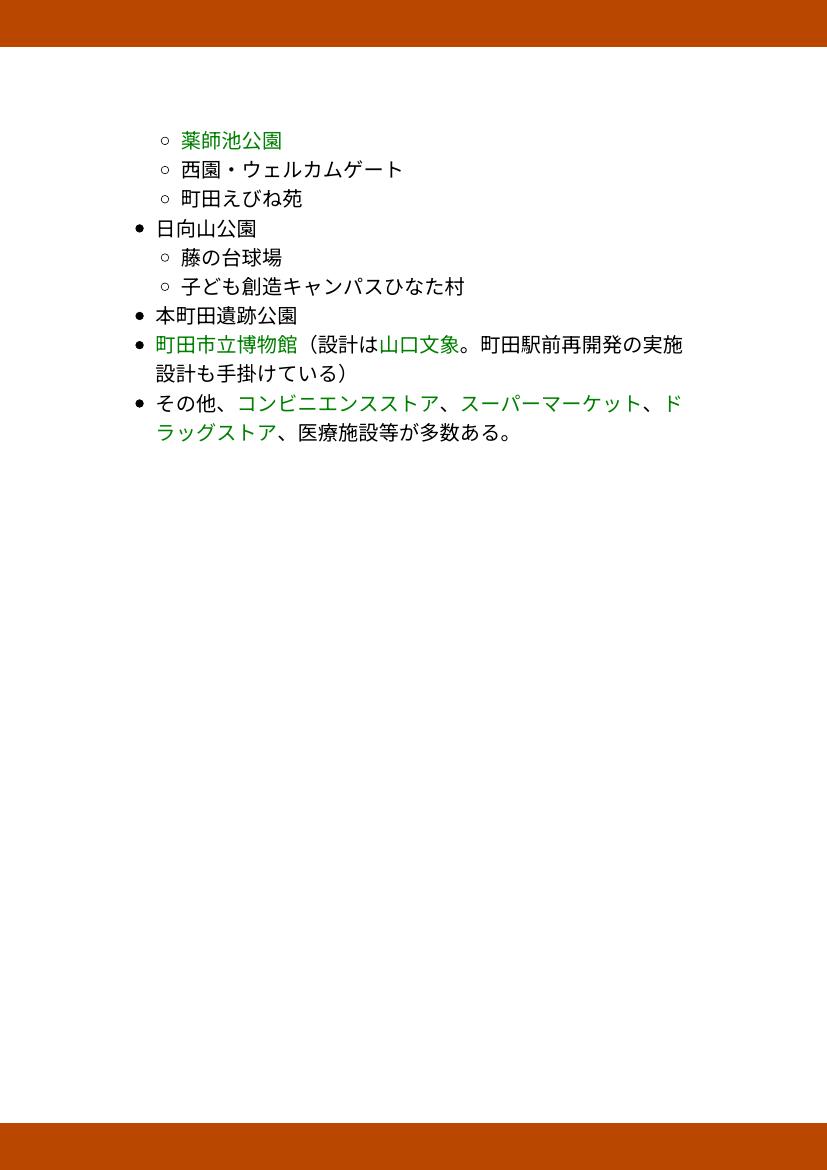 薬師池公園
西園・ウェルカムゲート
町田えびね苑
日向山公園
藤の台球場
子ども創造キャンパスひなた村
本町田遺跡公園
町田市立博物館（設計は山口文象。町田駅前再開発の実施
設計も手掛けている）
その他、コンビニエンスストア、スーパーマーケット、ド
ラッグストア、医療施設等が多数ある。